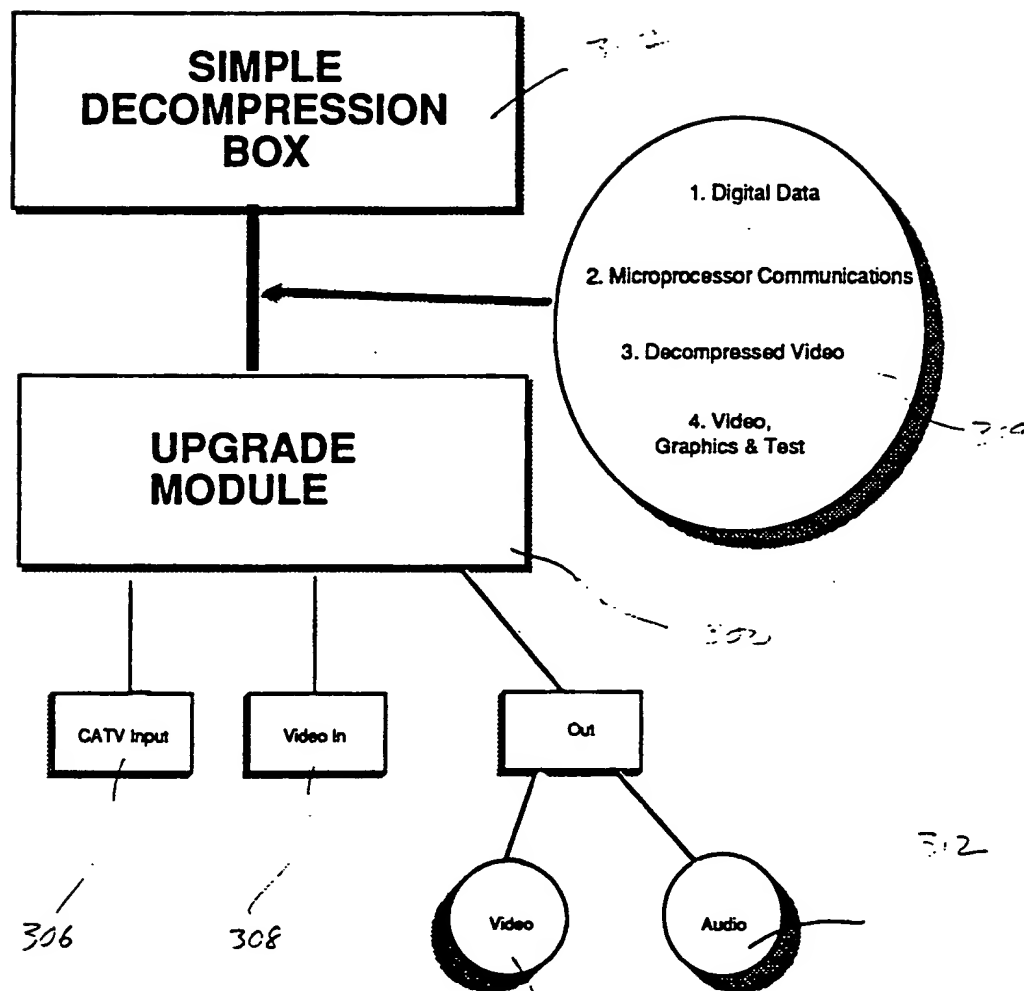 SIMPLE
DECOMPRESSION
BOX
1. Digital Data
2. Microprocessor Communications
3. Decompressed Video
4. Video,
Graphics & Test
UPGRADE
MODULE
CATV Input
Video In
Out
312
306
308
Video
Audio